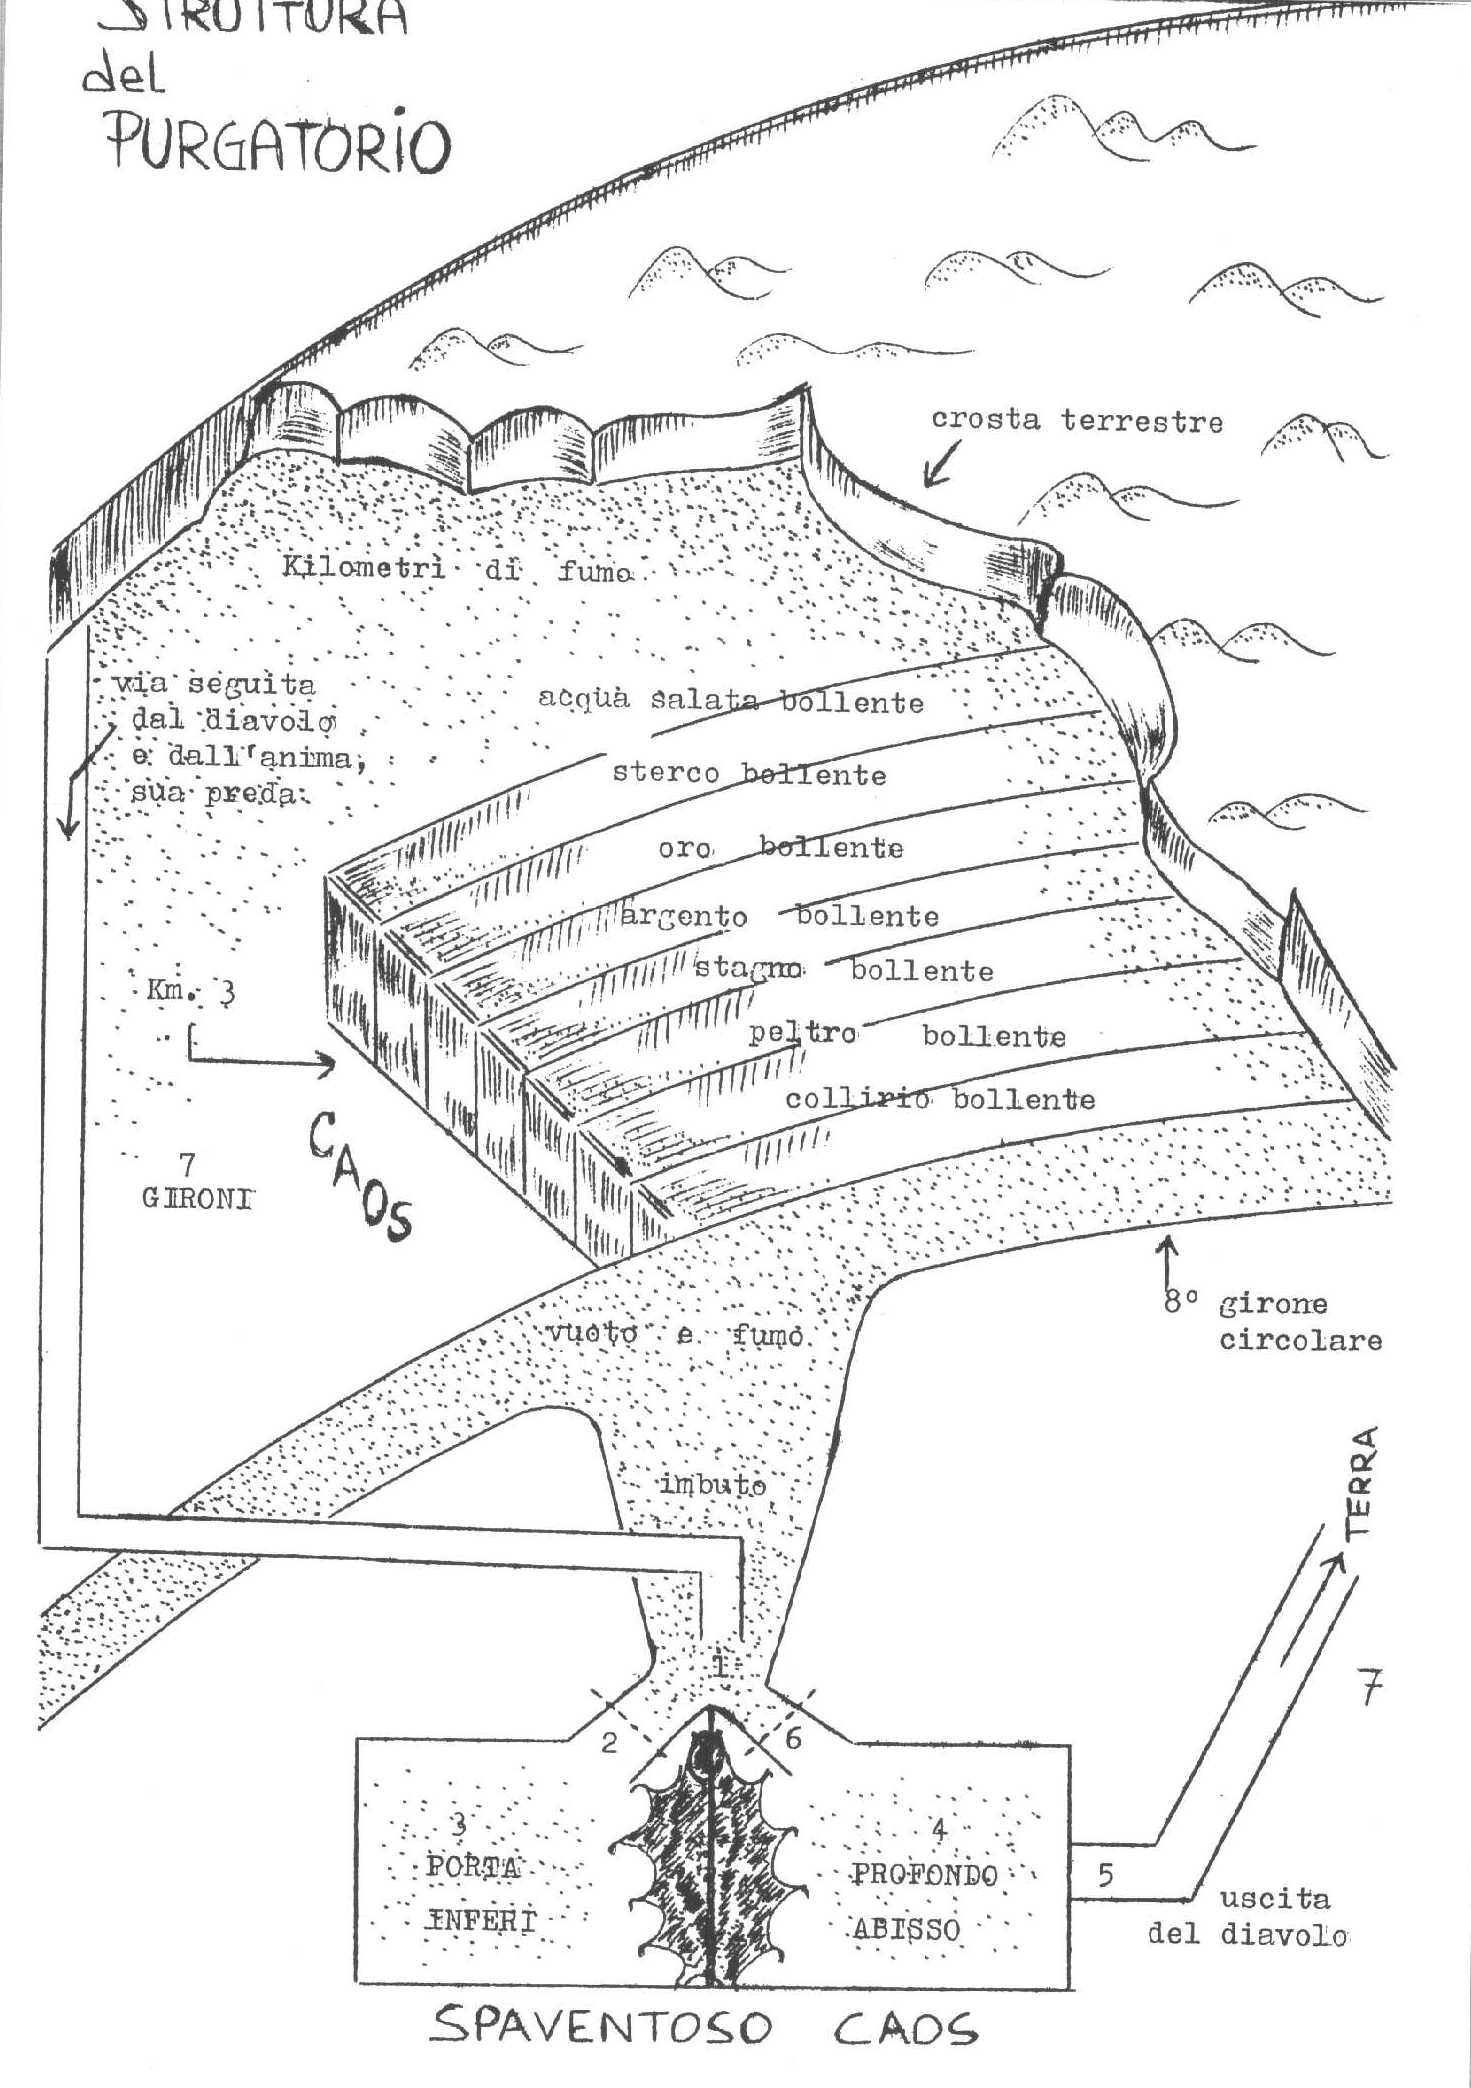 STRUTTURA
del
PURGATORIO
crosta terrestre
Kilometri di fumo
via seguita
dal diavolo
e dall'anima,
sua preda
acqua salata bollente
sterco bollente
oro bollente
argento bollente
stagno bollente
peltro bollente
collirio bollente
Km. 3
CAOS
7
GIRONI
8º girone
circolare
vuoto e fumo
imbuto
TERRA
7
1
2
6
3
PORTA
INFERI
4
PROFONDO
ABISSO
5
uscita
del diavolo
SPAVENTOSO CAOS